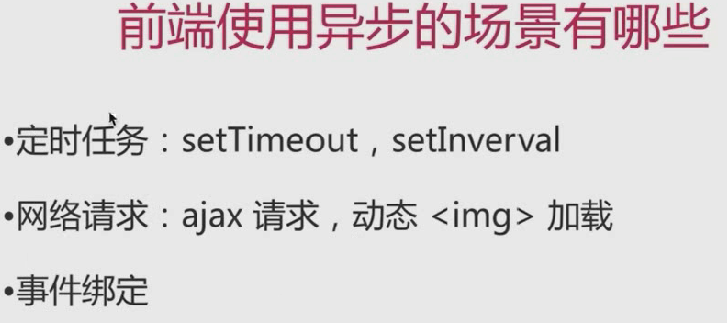 前端使用异步的场景有哪些
•定时任务：setTimeout，setInverval
•网络请求：ajax 请求，动态 <img> 加载
•事件绑定